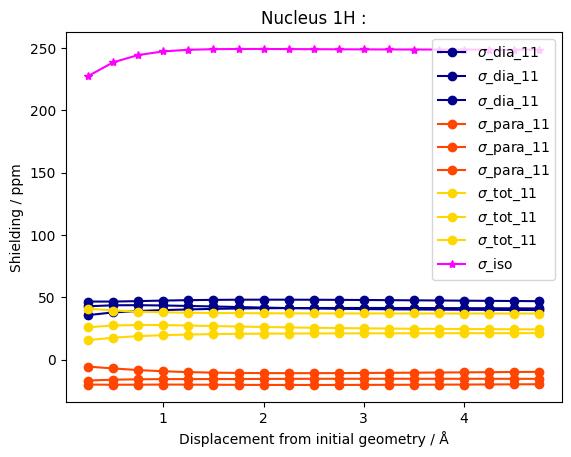 Nucleus 1H :
Shielding / ppm
250
200
150
100
50
0
1
2
3
4
Displacement from initial geometry / Å
σ_dia_11
σ_dia_11
σ_dia_11
σ_para_11
σ_para_11
σ_para_11
σ_tot_11
σ_tot_11
σ_tot_11
σ_iso